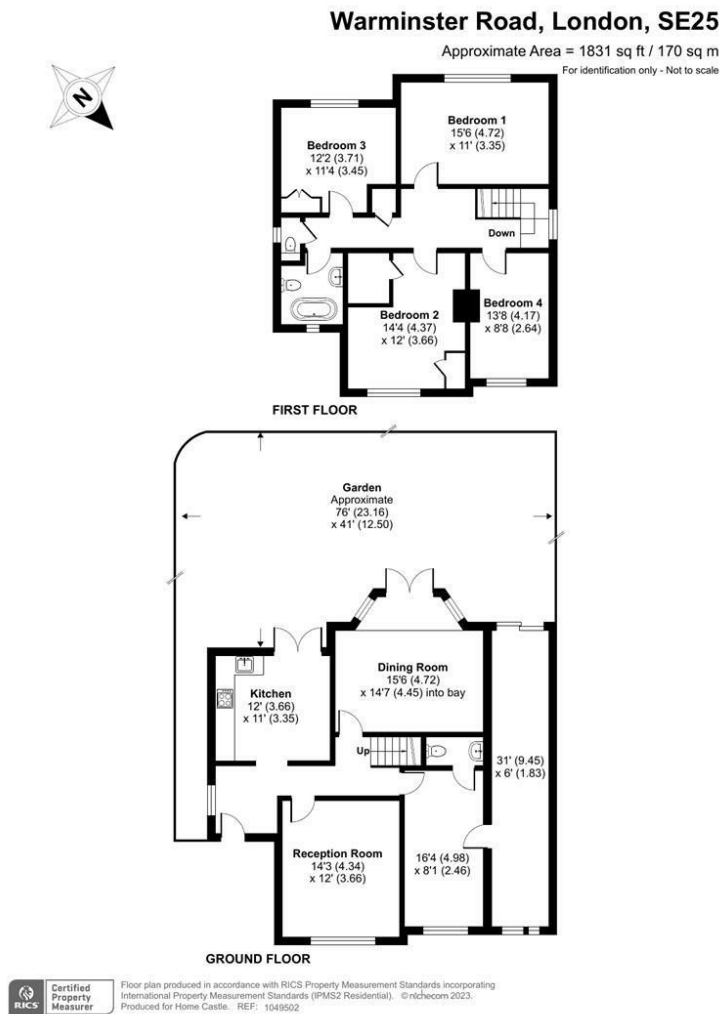 Warminster Road, London, SE25
Approximate Area = 1831 sq ft / 170 sq m
For identification only - Not to scale
N
Bedroom 1
15'6 (4.72)
x 11' (3.35)
Bedroom 3
12'2 (3.71)
x 11'4 (3.45)
Down
Bedroom 2
14'4 (4.37)
x 12' (3.66)
Bedroom 4
13'8 (4.17)
x 8'8 (2.64)
FIRST FLOOR
Garden
Approximate
76' (23.16)
x 41' (12.50)
Kitchen
12' (3.66)
x 11' (3.35)
Dining Room
15'6 (4.72)
x 14'7 (4.45) into bay
Up
31' (9.45)
x 6' (1.83)
Reception Room
14'3 (4.34)
x 12' (3.66)
16'4 (4.98)
x 8'1 (2.46)
GROUND FLOOR
RICS
Certified
Property
Measurer
Floor plan produced in accordance with RICS Property Measurement Standards incorporating
International Property Measurement Standards (IPMS2 Residential). ©nichecom 2023.
Produced for Home Castle. REF: 1049502